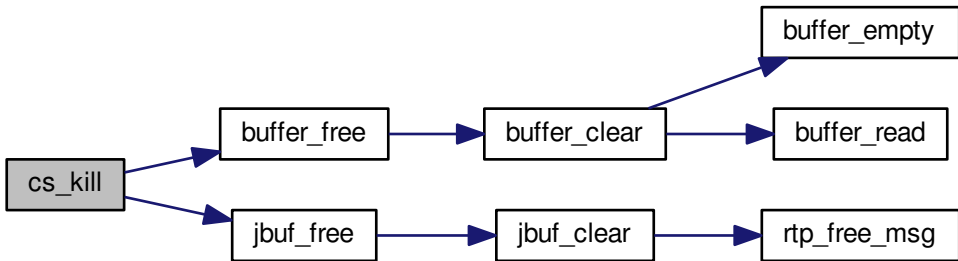 cs_kill
buffer_free
buffer_clear
buffer_empty
buffer_read
jbuf_free
jbuf_clear
rtp_free_msg